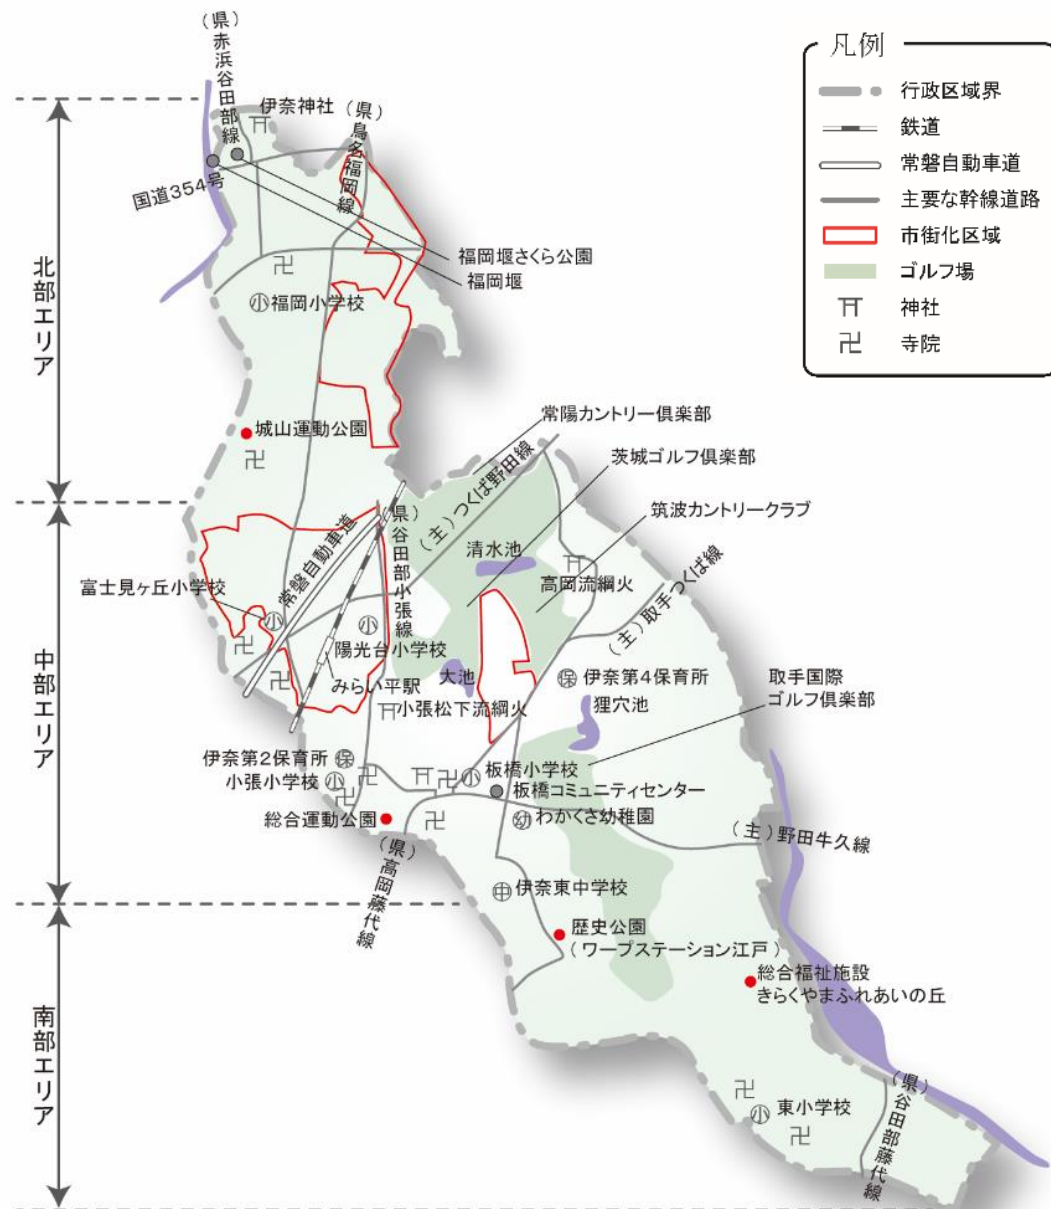 (県)赤浜谷田部線
伊奈神社
(県)鳥名福岡線
国道354号
福岡堰さくら公園
福岡堰
福岡小学校
北部エリア
城山運動公園
凡例
行政区域界
鉄道
常磐自動車道
主要な幹線道路
市街化区域
ゴルフ場
神社
寺院
常陽カントリー倶楽部
茨城ゴルフ倶楽部
筑波カントリークラブ
(主)つくば野田線
(県)谷田部小張線
常磐自動車道
清水池
高岡流綱火
(主)取手つくば線
富士見ヶ丘小学校
陽光台小学校
みらい平駅
大池
小張松下流綱火
伊奈第4保育所
狸穴池
取手国際
ゴルフ倶楽部
中部エリア
伊奈第2保育所
小張小学校
板橋小学校
板橋コミュニティセンター
総合運動公園
わかくさ幼稚園
(主)野田牛久線
(県)高岡藤代線
伊奈東中学校
歴史公園
(ワープステーション江戸)
総合福祉施設
きらくやまふれあいの丘
南部エリア
東小学校
(県)谷田部藤代線
小
小
小
保
保
小
小
幼
中
小